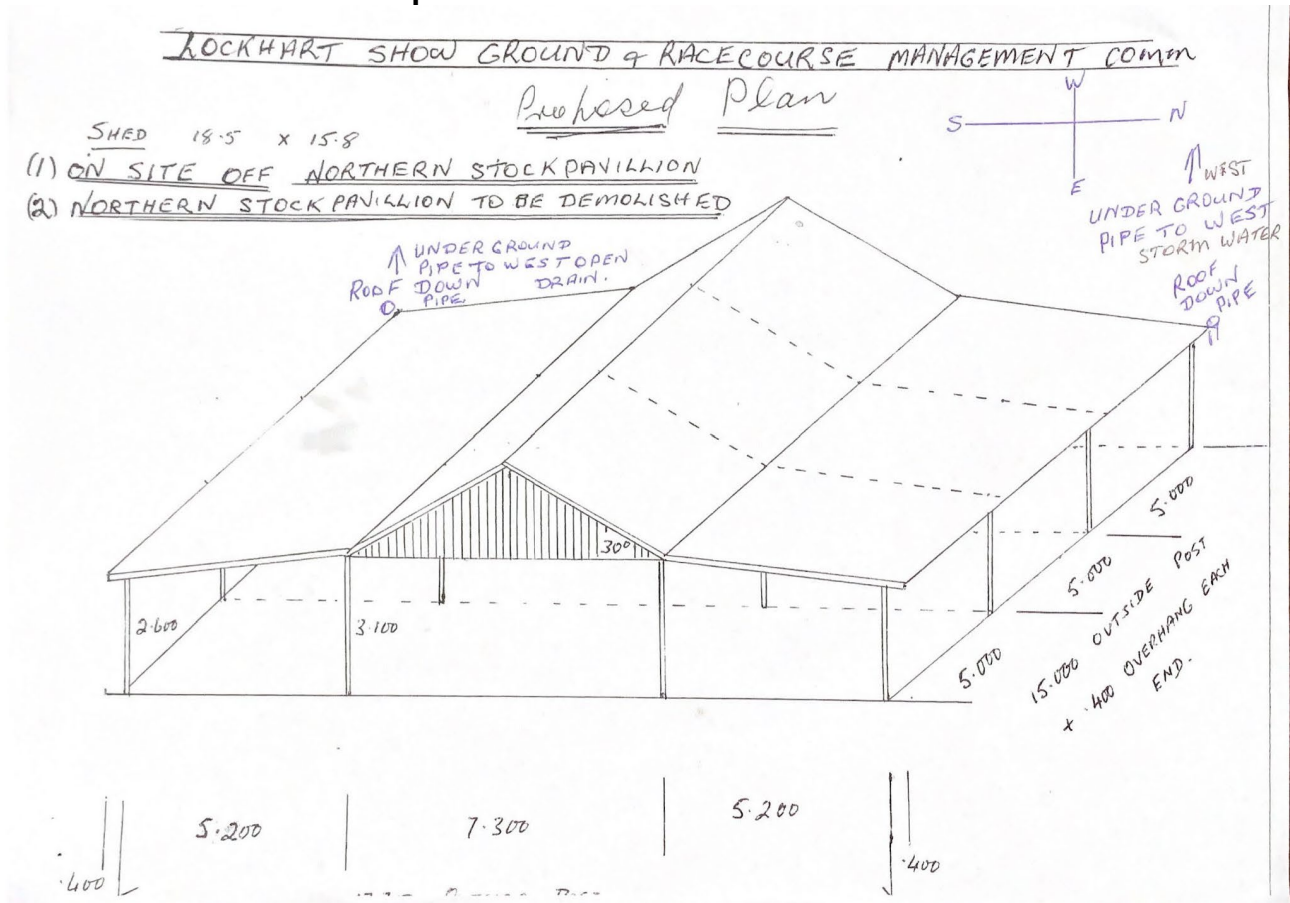 LOCKHART SHOW GROUND & RACECOURSE MANAGEMENT COMM
Proposed Plan
W
S N
E
SHED 18.5 x 15.8
(1) ON SITE OFF NORTHERN STOCKPAVILLION
(2) NORTHERN STOCKPAVILLION TO BE DEMOLISHED
↑ WEST
UNDER GROUND
PIPE TO WEST
STORM WATER
ROOF
DOWN
PIPE
↑ UNDER GROUND
PIPE TO WEST OPEN
DRAIN.
ROOF DOWN
PIPE
30°
2.600
3.100
5.000
5.000
5.000
15.000 OUTSIDE POST
x .400 OVERHANG EACH
END.
5.200
7.300
5.200
.400
.400